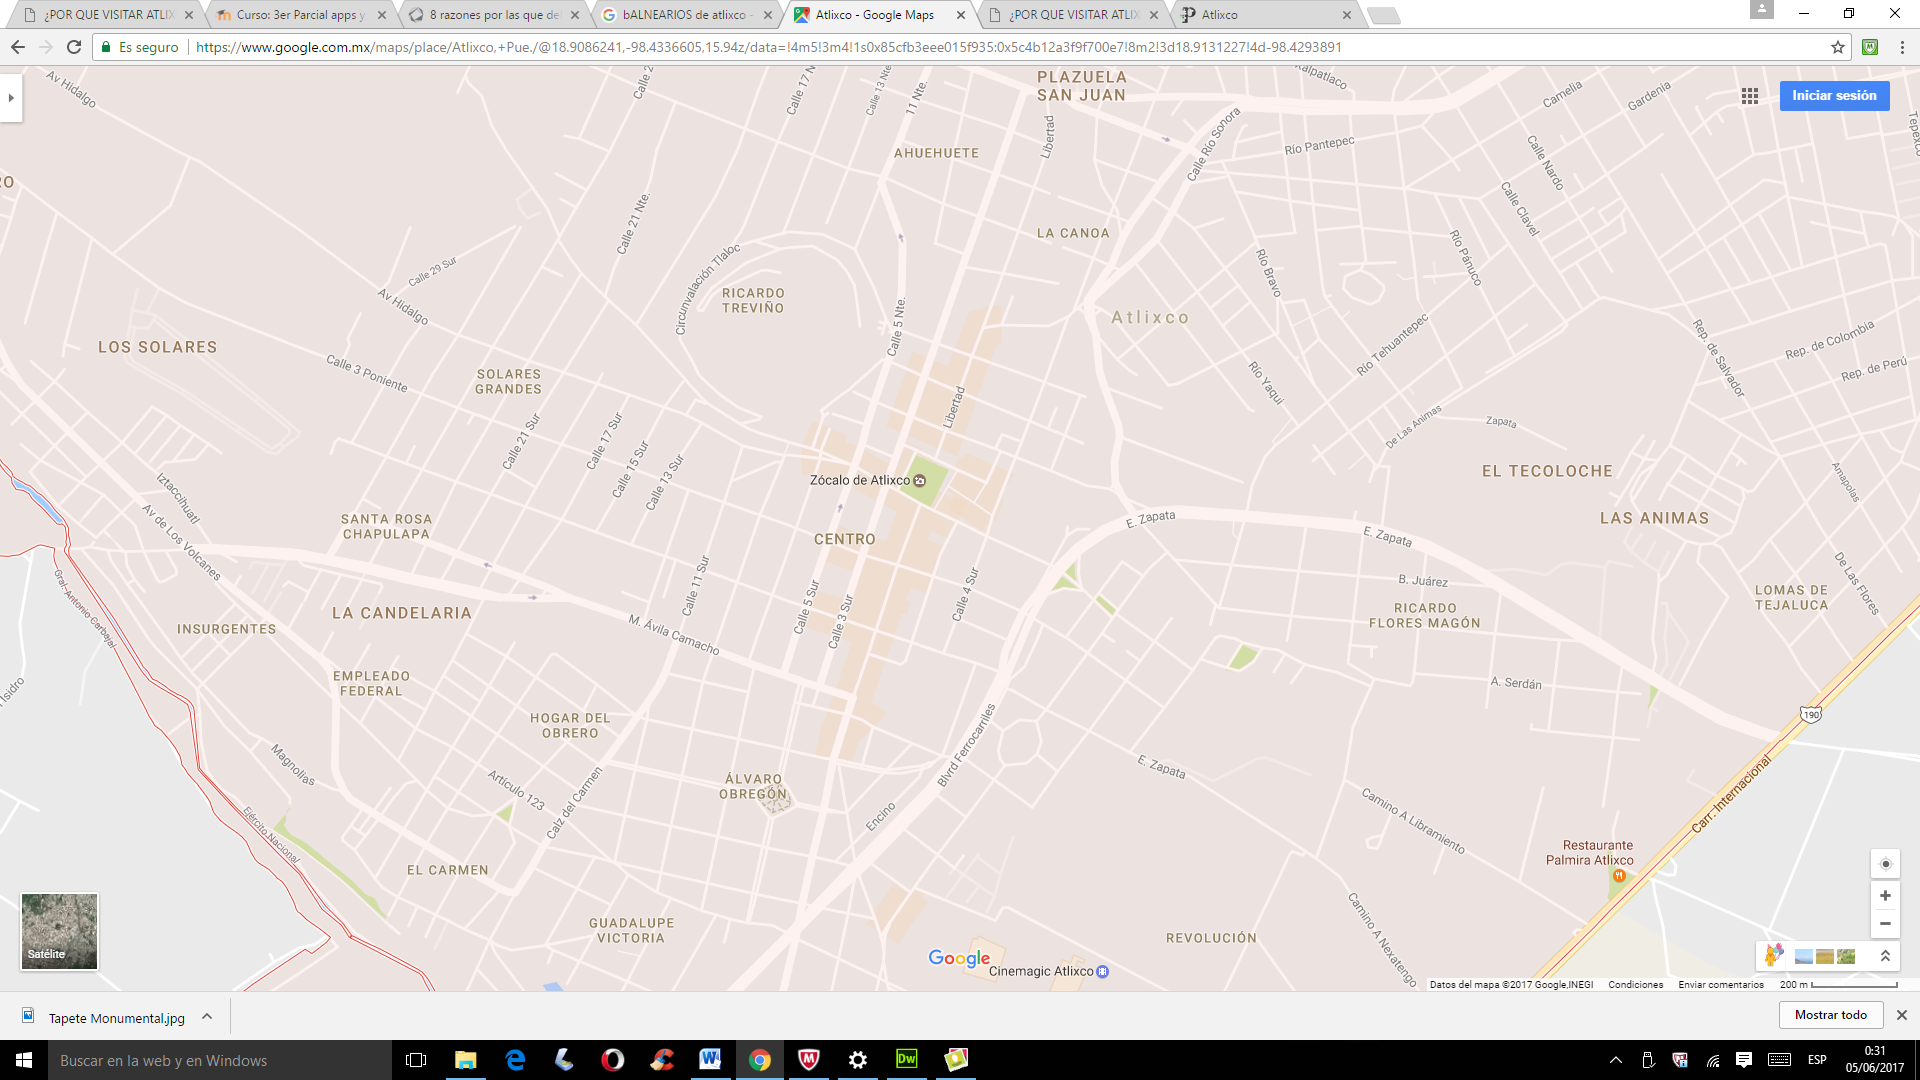 ¿POR QUE VISITAR ATLIX
Curso: 3er Parcial apps y
8 razones por las que de
bALNEARIOS de atlixco -
Atlixco - Google Maps
¿POR QUE VISITAR ATLIX
Atlixco
Es seguro
https://www.google.com.mx/maps/place/Atlixco,+Pue./@18.9086241,-98.4336605,15.94z/data=!4m5!3m4!1s0x85cfb3eee015f935:0x5c4b12a3f9f700e7!8m2!3d18.9131227!4d-98.4293891
Iniciar sesión
Av Hidalgo
Calle 2
Calle 17 N
Calle 13 Nte.
11 Nte.
PLAZUELA
SAN JUAN
Libertad
Calle Río Sonora
Río Pantepec
Camelia
Gardenia
AHUEHUETE
Calle Nardo
Calle Clavel
RO
Calle 21 Nte.
LA CANOA
Río Bravo
Río Pánuco
Calle 29 Sur
Av Hidalgo
Circunvalación Tlaloc
RICARDO
TREVIÑO
Calle 5 Nte.
Atlixco
Río Tehuantepec
Rep. de Salvador
Rep. de Colombia
Rep. de Perú
LOS SOLARES
Calle 3 Poniente
SOLARES
GRANDES
Libertad
Río Yaqui
De Las Animas
Zapata
Calle 21 Sur
Calle 17 Sur
Calle 15 Sur
Calle 13 Sur
Zócalo de Atlixco
EL TECOLOCHE
Amapolas
Iztaccihuatl
Av de Los Volcanes
SANTA ROSA
CHAPULAPA
CENTRO
E. Zapata
E. Zapata
LAS ANIMAS
De Las Flores
Gral. Antonio Carbajal
Calle 11 Sur
Calle 5 Sur
Calle 3 Sur
Calle 4 Sur
B. Juárez
RICARDO
FLORES MAGÓN
LOMAS DE
TEJALUCA
INSURGENTES
LA CANDELARIA
M. Ávila Camacho
EMPLEADO
FEDERAL
A. Serdán
Isidro
190
HOGAR DEL
OBRERO
Blvrd Ferrocarriles
Magnolias
Artículo 123
Calz del Carmen
ÁLVARO
OBREGÓN
Encino
E. Zapata
Camino A Libramiento
Carr. Internacional
Ejército Nacional
EL CARMEN
Restaurante
Palmira Atlixco
GUADALUPE
VICTORIA
REVOLUCIÓN
Camino A Nexatengo
Satélite
Google
Cinemagic Atlixco
Datos del mapa ©2017 Google,INEGI
Condiciones
Enviar comentarios
200 m
Tapete Monumental.jpg
Mostrar todo
Buscar en la web y en Windows
ESP
0:31
05/06/2017